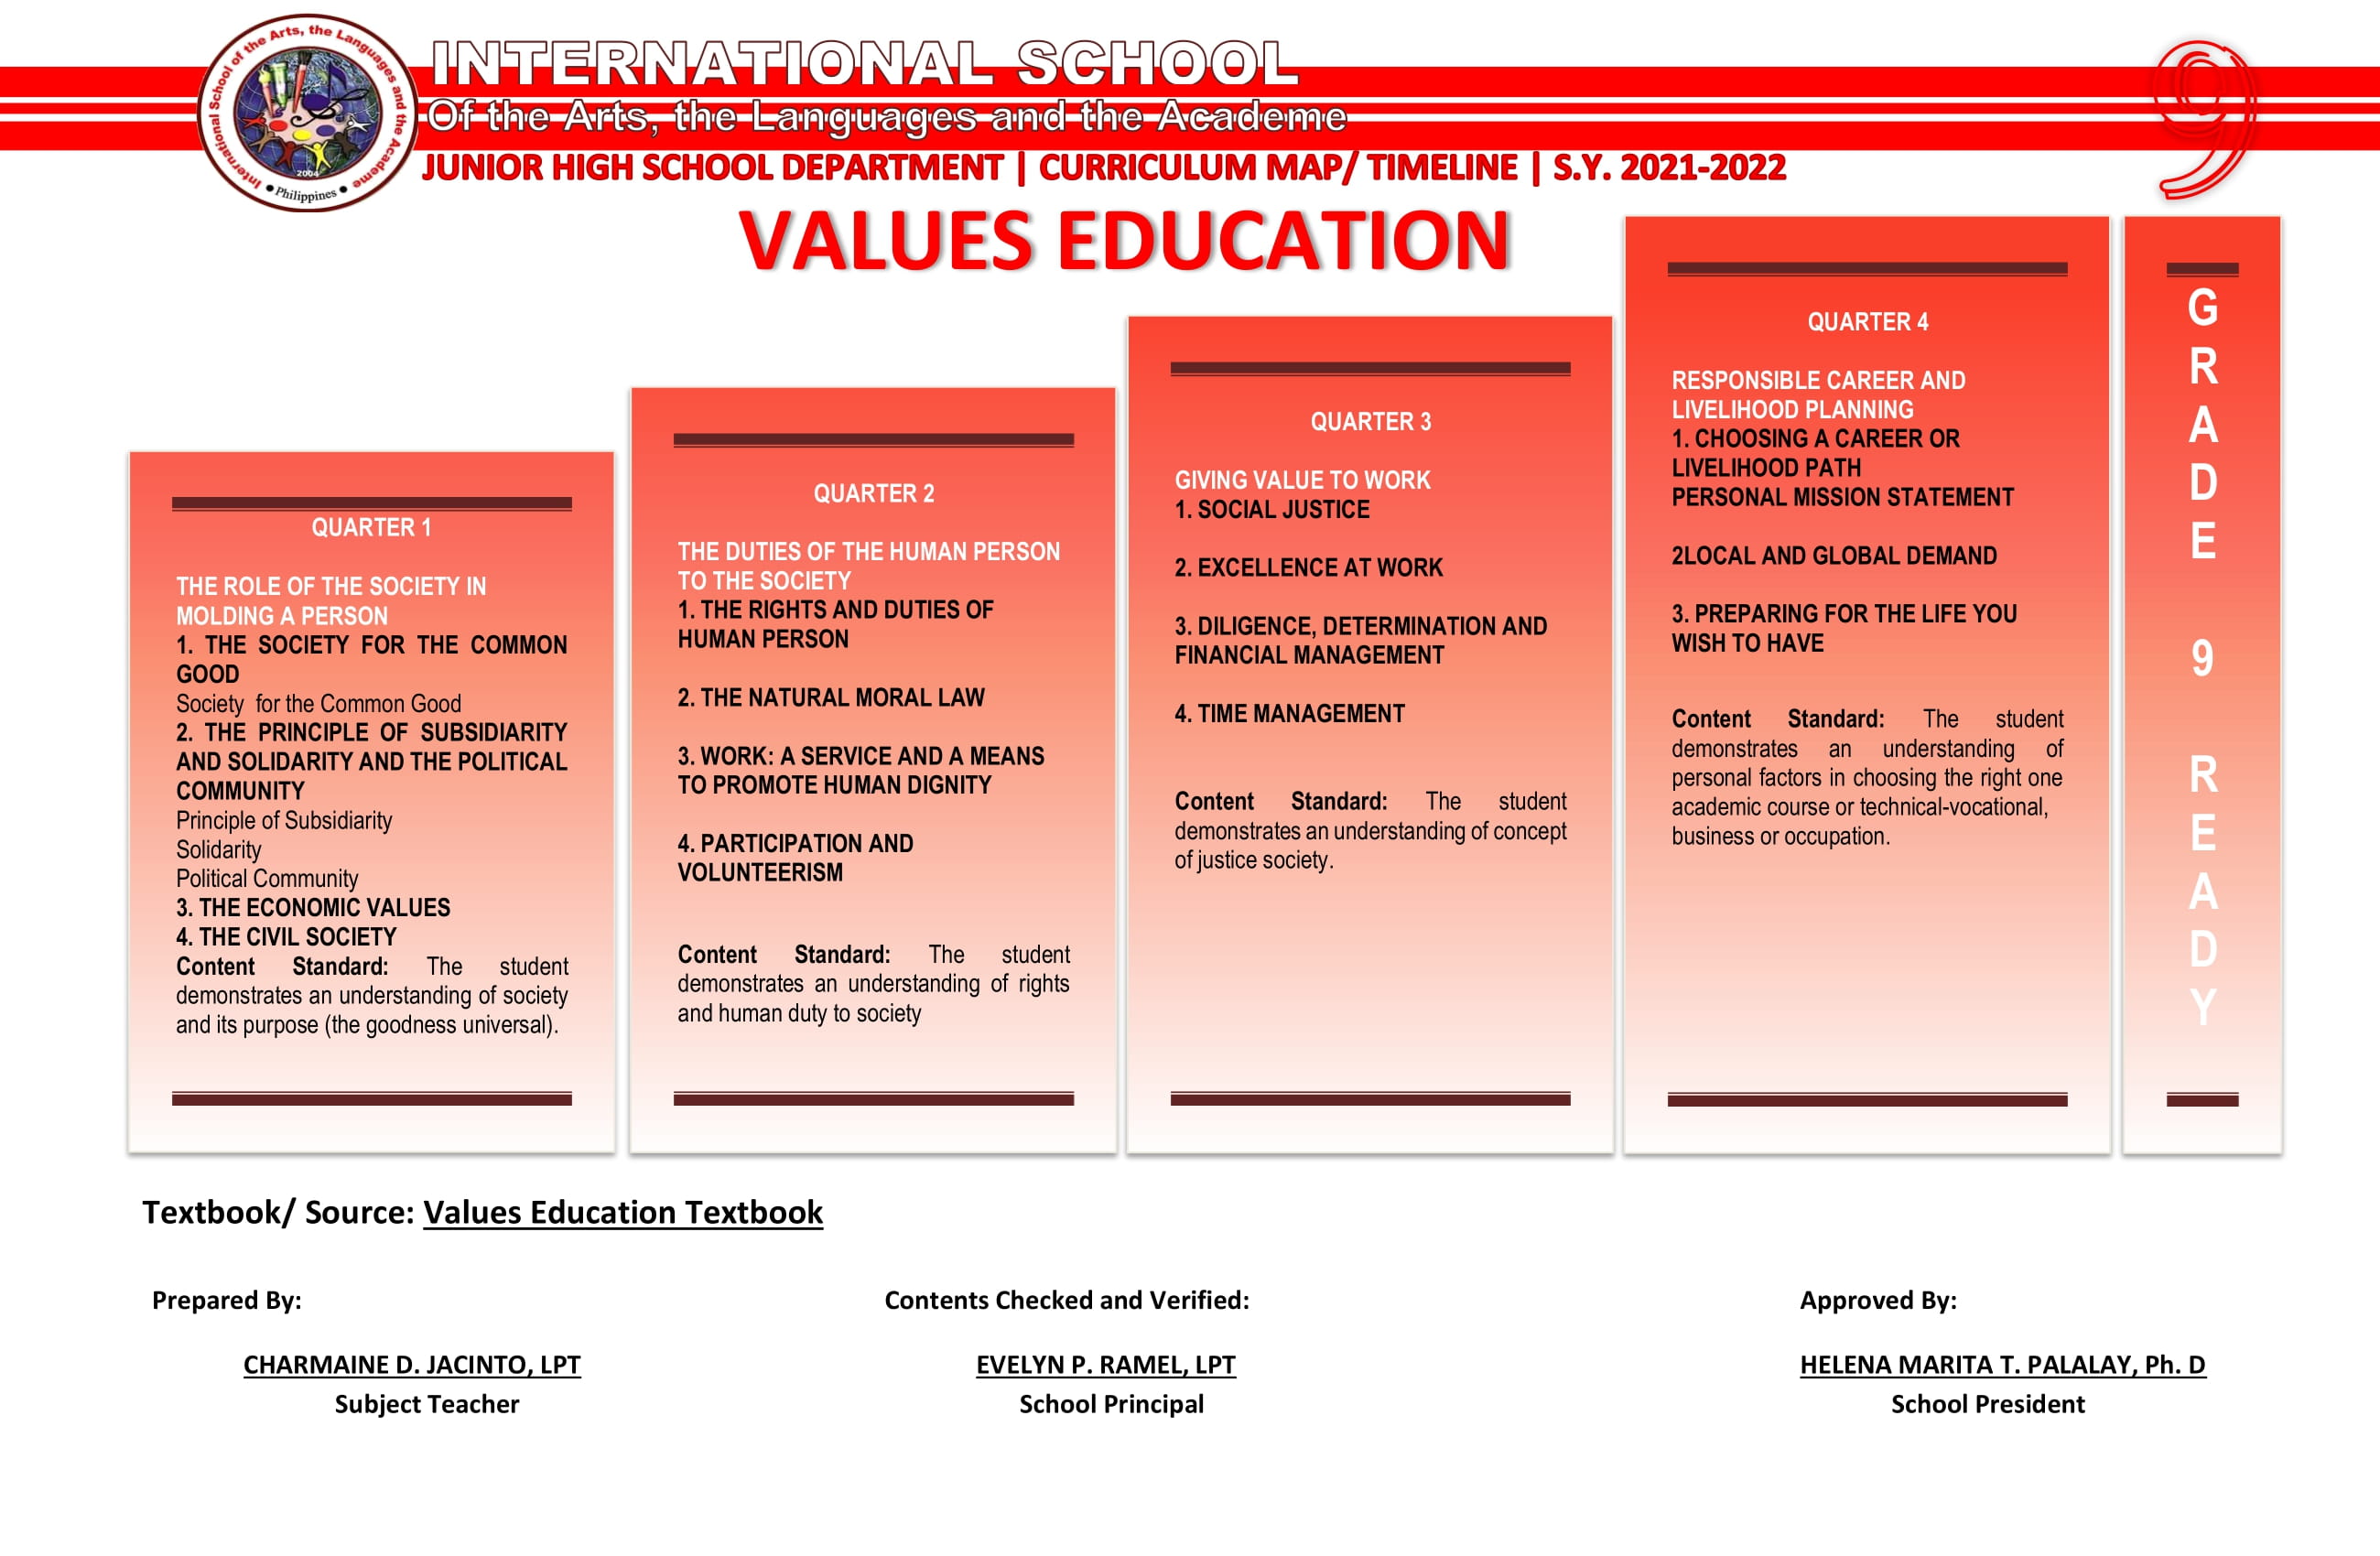 International School of the Arts, the Languages and the Academe
2004
Philippines
INTERNATIONAL SCHOOL
Of the Arts, the Languages and the Academe
JUNIOR HIGH SCHOOL DEPARTMENT | CURRICULUM MAP/ TIMELINE | S.Y. 2021-2022
9
VALUES EDUCATION
QUARTER 1
THE ROLE OF THE SOCIETY IN
MOLDING A PERSON
1. THE SOCIETY FOR THE COMMON
GOOD
Society for the Common Good
2. THE PRINCIPLE OF SUBSIDIARITY
AND SOLIDARITY AND THE POLITICAL
COMMUNITY
Principle of Subsidiarity
Solidarity
Political Community
3. THE ECONOMIC VALUES
4. THE CIVIL SOCIETY
Content Standard: The student
demonstrates an understanding of society
and its purpose (the goodness universal).
QUARTER 2
THE DUTIES OF THE HUMAN PERSON
TO THE SOCIETY
1. THE RIGHTS AND DUTIES OF
HUMAN PERSON
2. THE NATURAL MORAL LAW
3. WORK: A SERVICE AND A MEANS
TO PROMOTE HUMAN DIGNITY
4. PARTICIPATION AND
VOLUNTEERISM
Content Standard: The student
demonstrates an understanding of rights
and human duty to society
QUARTER 3
GIVING VALUE TO WORK
1. SOCIAL JUSTICE
2. EXCELLENCE AT WORK
3. DILIGENCE, DETERMINATION AND
FINANCIAL MANAGEMENT
4. TIME MANAGEMENT
Content Standard: The student
demonstrates an understanding of concept
of justice society.
QUARTER 4
RESPONSIBLE CAREER AND
LIVELIHOOD PLANNING
1. CHOOSING A CAREER OR
LIVELIHOOD PATH
PERSONAL MISSION STATEMENT
2LOCAL AND GLOBAL DEMAND
3. PREPARING FOR THE LIFE YOU
WISH TO HAVE
Content Standard: The student
demonstrates an understanding of
personal factors in choosing the right one
academic course or technical-vocational,
business or occupation.
G
R
A
D
E
9
R
E
A
D
Y
Textbook/ Source: Values Education Textbook
Prepared By:
CHARMAINE D. JACINTO, LPT
Subject Teacher
Contents Checked and Verified:
EVELYN P. RAMEL, LPT
School Principal
Approved By:
HELENA MARITA T. PALALAY, Ph. D
School President